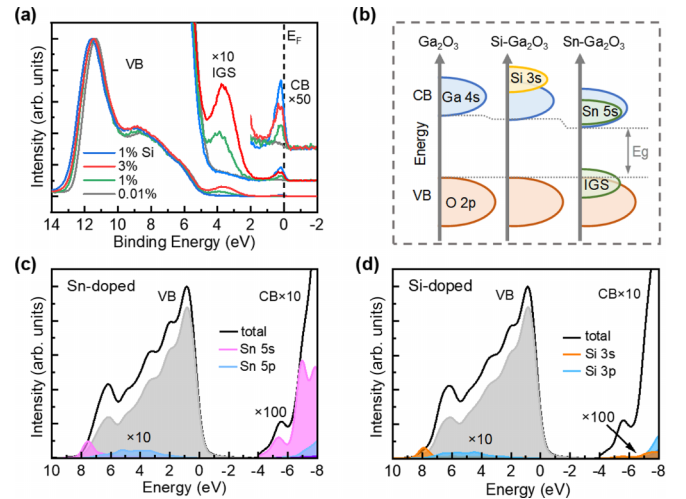 (a)
Intensity (arb. units)
VB
×10
IGS
E_F
CB
×50
1% Si
3%
1%
0.01%
14 12 10 8 6 4 2 0 -2
Binding Energy (eV)
(b)
Ga₂O₃ Si-Ga₂O₃ Sn-Ga₂O₃
CB
Energy
VB
Ga 4s
Si 3s
Sn 5s
Eg
IGS
O 2p
(c)
Sn-doped
Intensity (arb. units)
VB
CB×10
total
Sn 5s
Sn 5p
×100
×10
10 8 6 4 2 0 -2 -4 -6 -8
Energy (eV)
(d)
Si-doped
Intensity (arb. units)
VB
CB×10
total
Si 3s
Si 3p
×100
×10
10 8 6 4 2 0 -2 -4 -6 -8
Energy (eV)